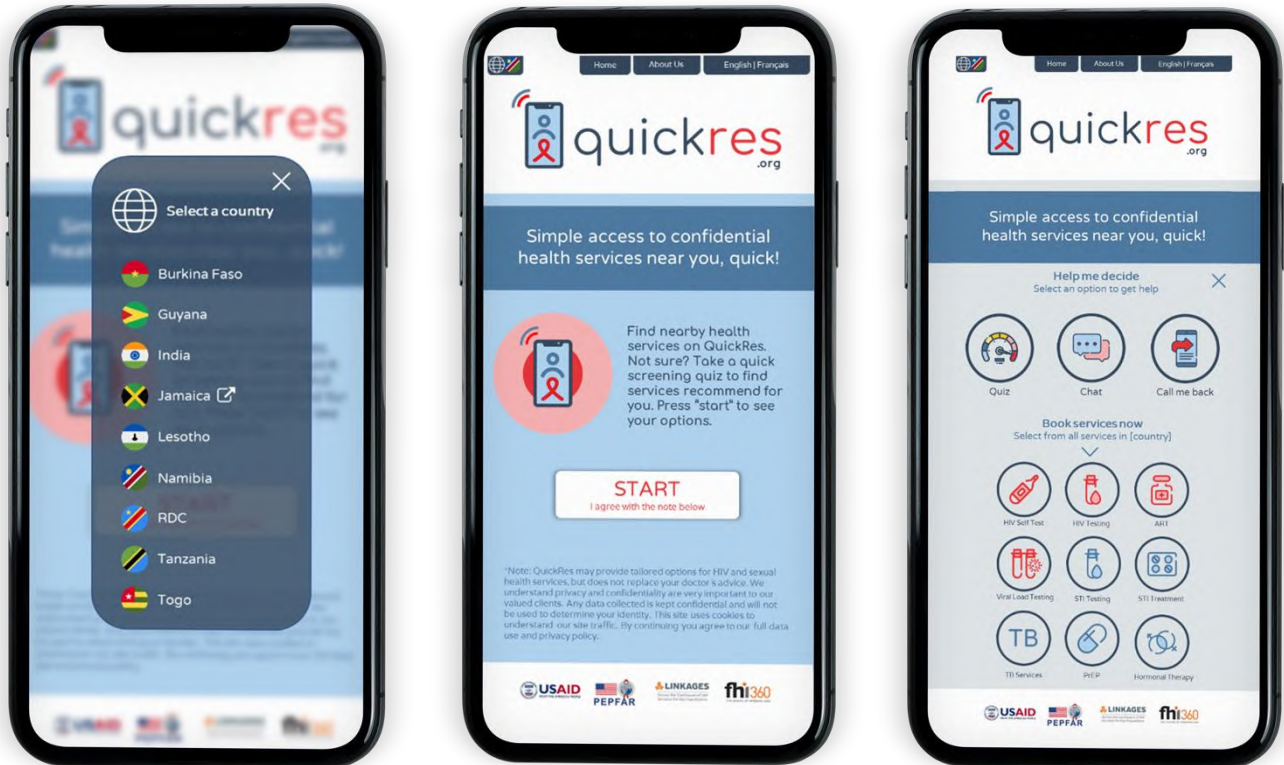 quickres
Select a country
Burkina Faso
Guyana
India
Jamaica
Lesotho
Namibia
RDC
Tanzania
Togo
START
USAID
fhi
Home
About Us
English | Français
quickres
.org
Simple access to confidential
health services near you, quick!
Find nearby health
services on QuickRes.
Not sure? Take a quick
screening quiz to find
services recommend for
you. Press "start" to see
your options.
START
I agree with the note below
*Note: QuickRes may provide tailored options for HIV and sexual
health services, but does not replace your doctor's advice. We
understand privacy and confidentiality are very important to our
valued clients. Any data collected is kept confidential and will not
be used to determine your identity. This site uses cookies to
understand our site traffic. By continuing you agree to our full data
use and privacy policy.
USAID
PEPFAR
LINKAGES
fhi360
Home
About Us
English | Français
quickres
.org
Simple access to confidential
health services near you, quick!
Help me decide
Select an option to get help
Quiz
Chat
Call me back
Book services now
Select from all services in [country]
HIV Self Test
HIV Testing
ART
Viral Load Testing
STI Testing
STI Treatment
TB
TB Services
PrEP
Hormonal Therapy
USAID
PEPFAR
LINKAGES
fhi360